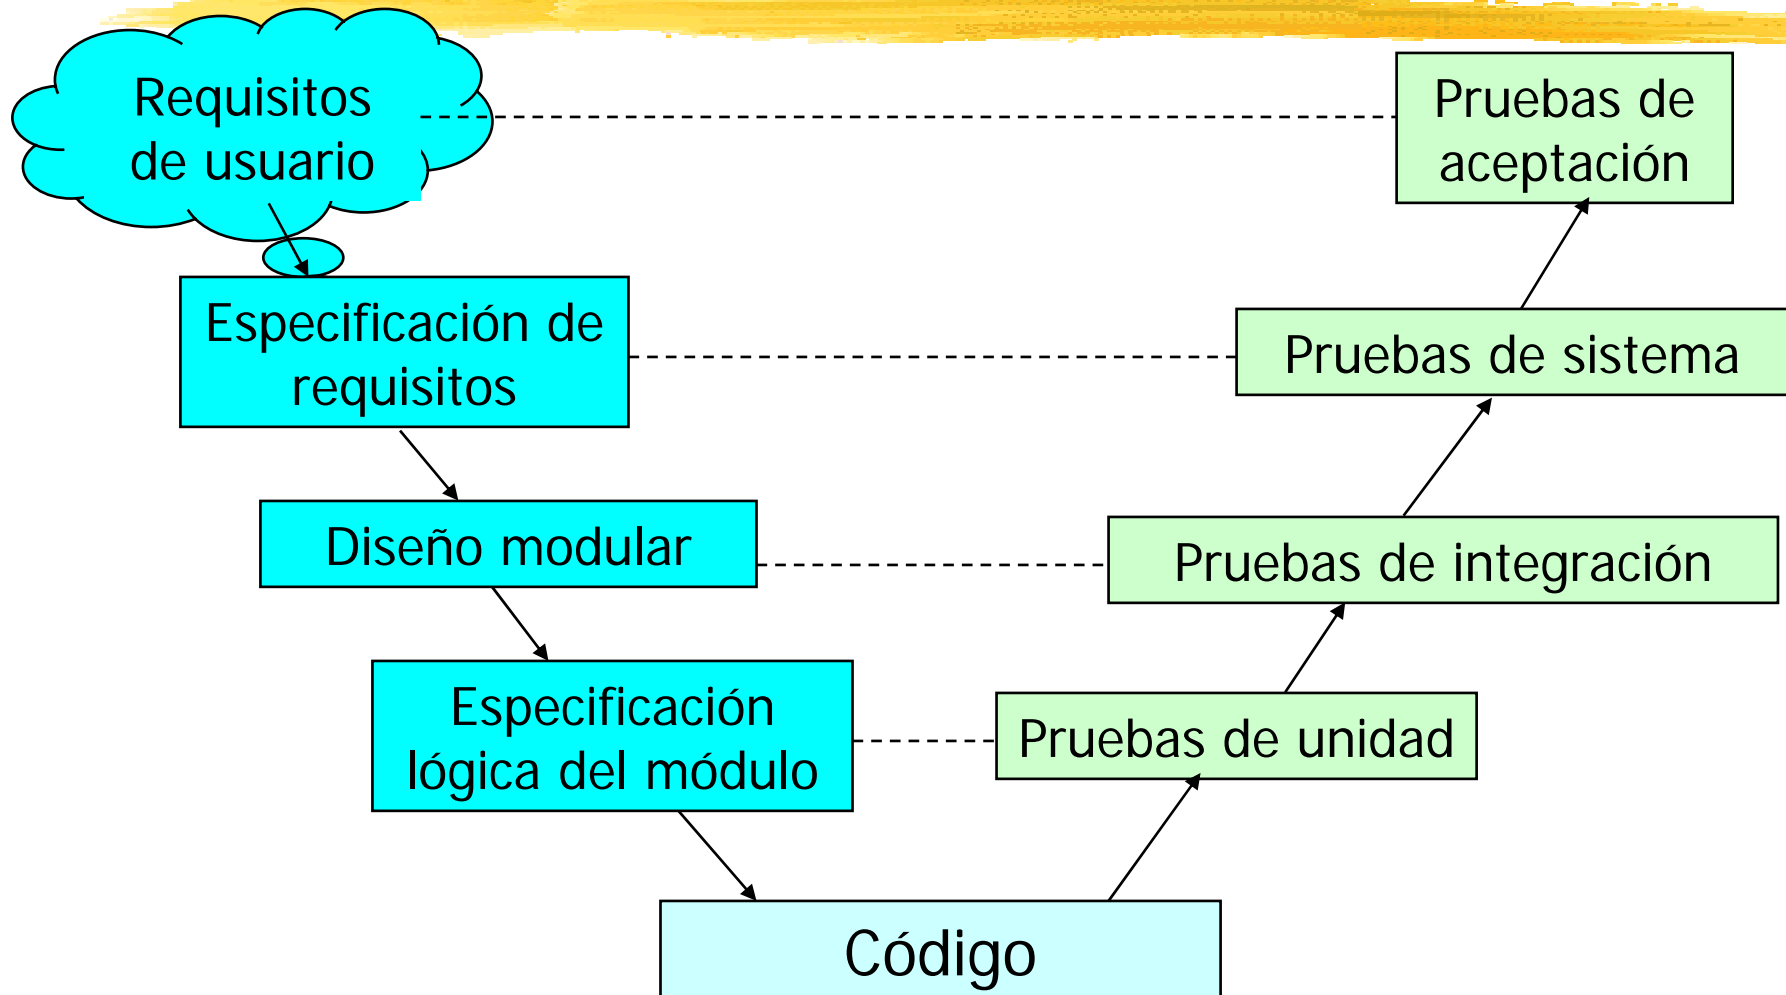 Requisitos
de usuario
Pruebas de
aceptación
Especificación de
requisitos
Pruebas de sistema
Diseño modular
Pruebas de integración
Especificación
lógica del módulo
Pruebas de unidad
Código